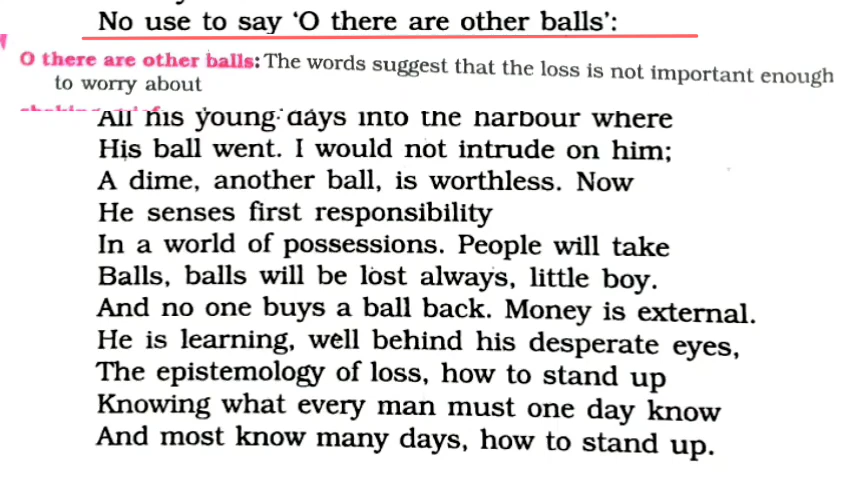 No use to say 'O there are other balls':
O there are other balls: The words suggest that the loss is not important enough
to worry about
All his young days into the harbour where
His ball went. I would not intrude on him;
A dime, another ball, is worthless. Now
He senses first responsibility
In a world of possessions. People will take
Balls, balls will be lost always, little boy.
And no one buys a ball back. Money is external.
He is learning, well behind his desperate eyes,
The epistemology of loss, how to stand up
Knowing what every man must one day know
And most know many days, how to stand up.